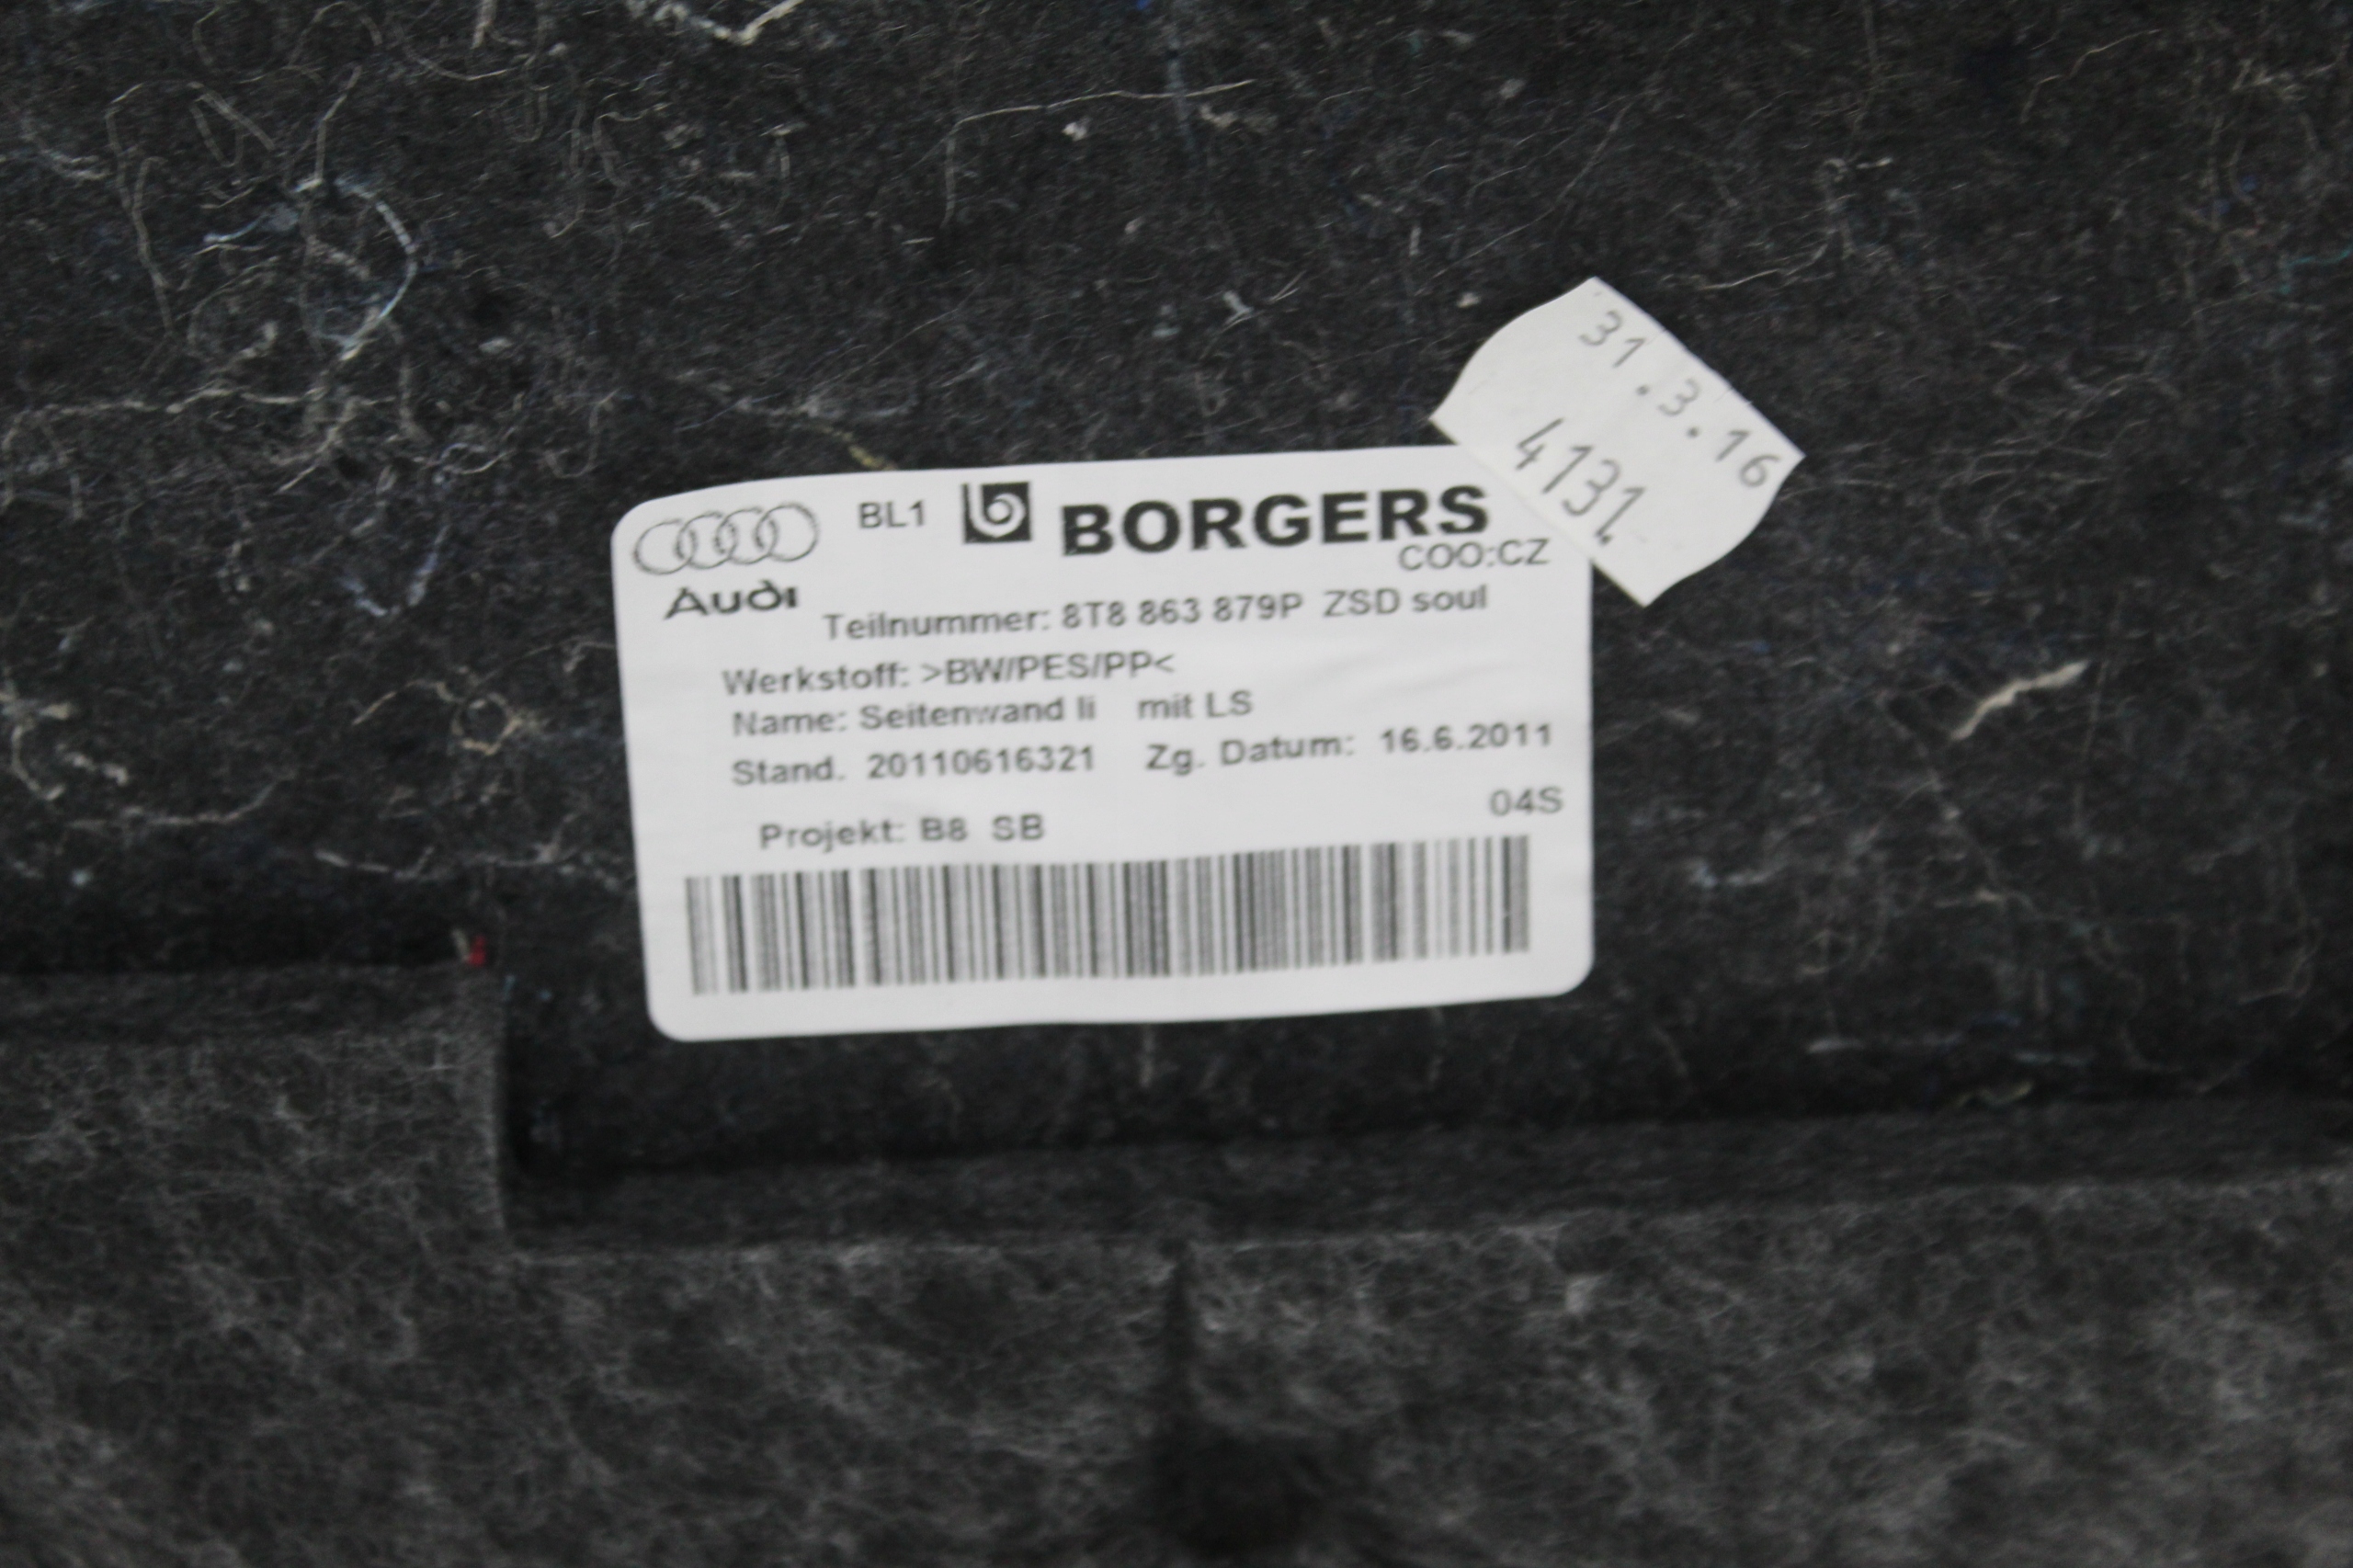 31.3.16
4131
BL1 BORGERS
COO:CZ
Audi
Teilnummer: 8T8 863 879P ZSD soul
Werkstoff: >BW/PES/PP<
Name: Seitenwand li mit LS
Stand. 20110616321 Zg. Datum: 16.6.2011
04S
Projekt: B8 SB